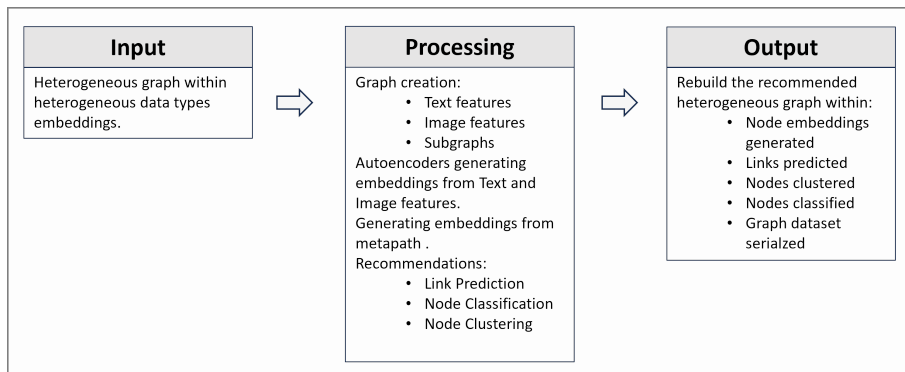 Input
Heterogeneous graph within
heterogeneous data types
embeddings.
Processing
Graph creation:
• Text features
• Image features
• Subgraphs
Autoencoders generating
embeddings from Text and
Image features.
Generating embeddings from
metapath .
Recommendations:
• Link Prediction
• Node Classification
• Node Clustering
Output
Rebuild the recommended
heterogeneous graph within:
• Node embeddings
generated
• Links predicted
• Nodes clustered
• Nodes classified
• Graph dataset
serialzed